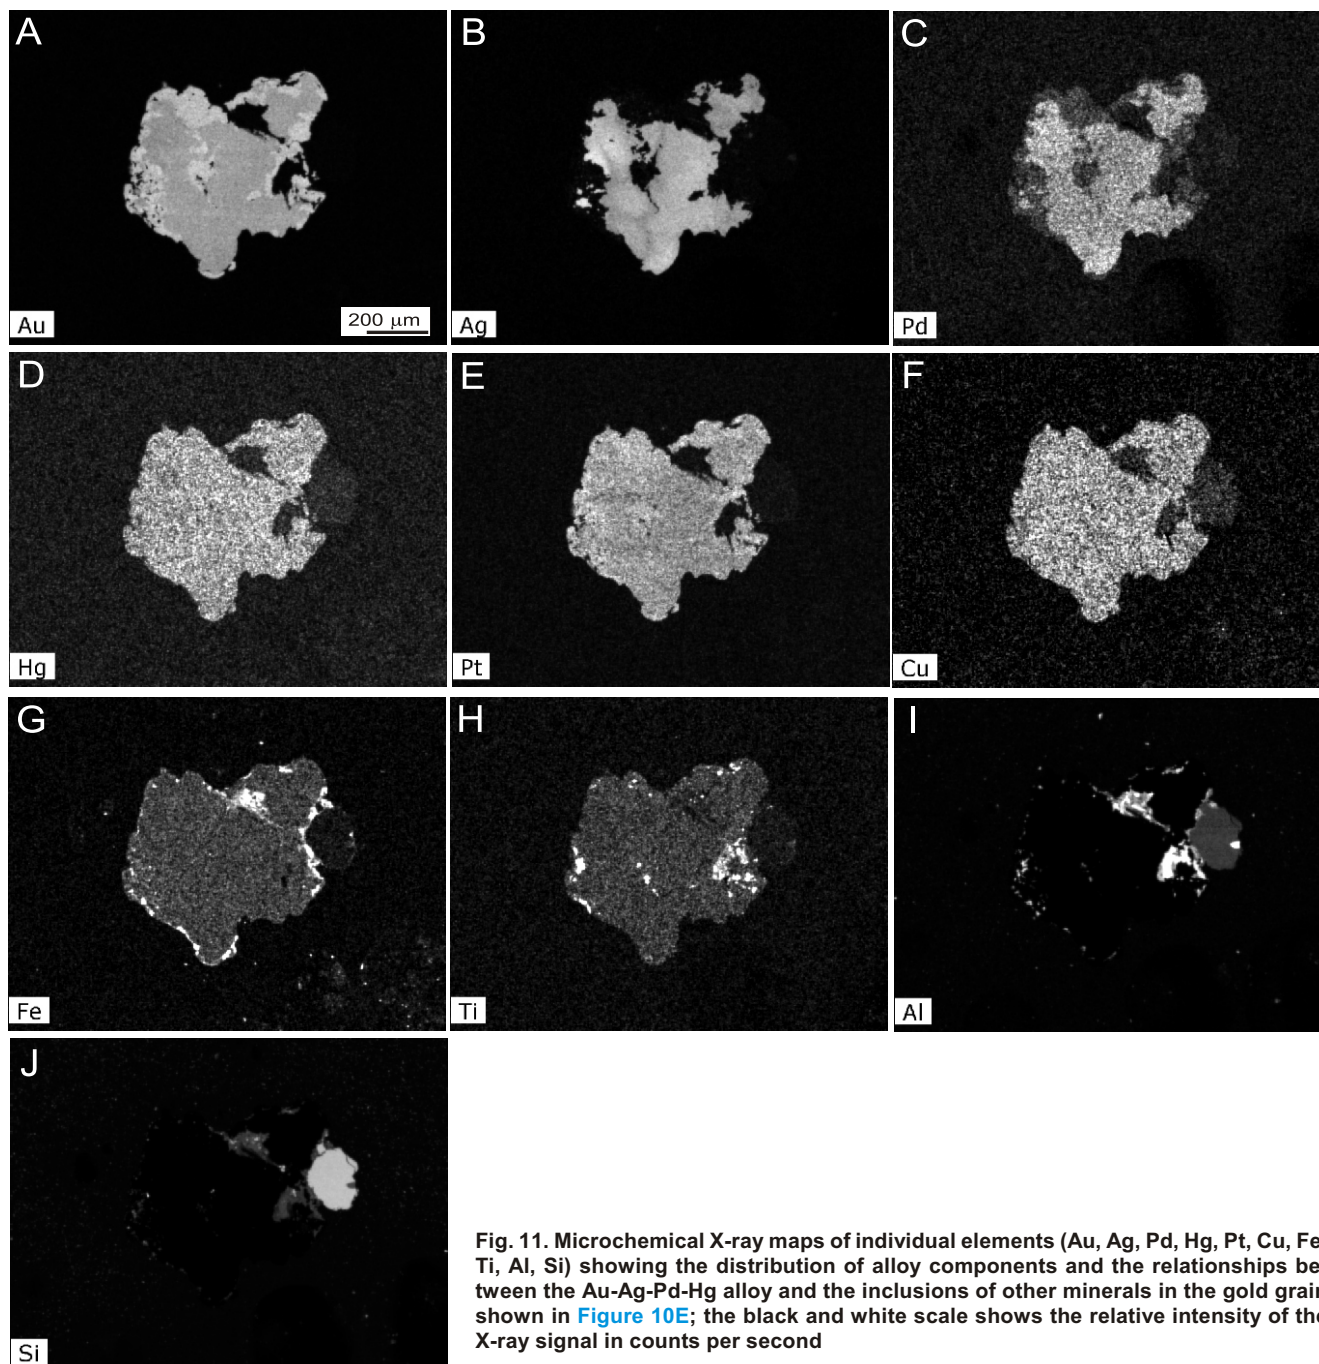 A
B
C
Au
200 µm
Ag
Pd
D
E
F
Hg
Pt
Cu
G
H
I
Fe
Ti
Al
J
Si
Fig. 11. Microchemical X-ray maps of individual elements (Au, Ag, Pd, Hg, Pt, Cu, Fe
Ti, Al, Si) showing the distribution of alloy components and the relationships be
tween the Au-Ag-Pd-Hg alloy and the inclusions of other minerals in the gold grain
shown in Figure 10E; the black and white scale shows the relative intensity of the
X-ray signal in counts per second